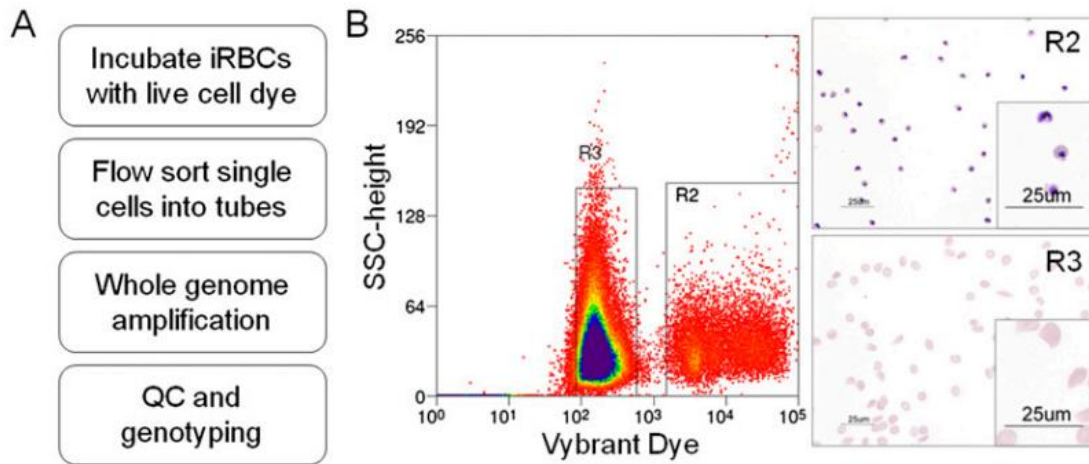 A
Incubate iRBCs
with live cell dye
Flow sort single
cells into tubes
Whole genome
amplification
QC and
genotyping
B
256
192
128
64
0
SSC-height
R3
R2
10⁰
10¹
10²
10³
10⁴
10⁵
Vybrant Dye
R2
25um
25um
R3
25um
25um